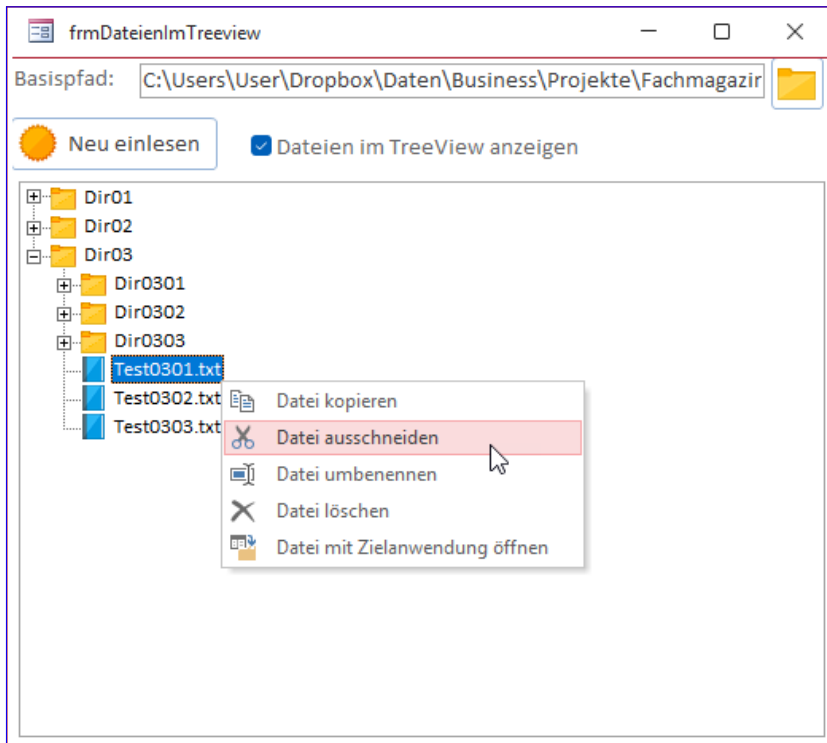 frmDateienImTreeview
Basispfad: C:\Users\User\Dropbox\Daten\Business\Projekte\Fachmagazin
Neu einlesen Dateien im TreeView anzeigen
Dir01
Dir02
Dir03
Dir0301
Dir0302
Dir0303
Test0301.txt
Test0302.txt
Test0303.txt
Datei kopieren
Datei ausschneiden
Datei umbenennen
Datei löschen
Datei mit Zielanwendung öffnen